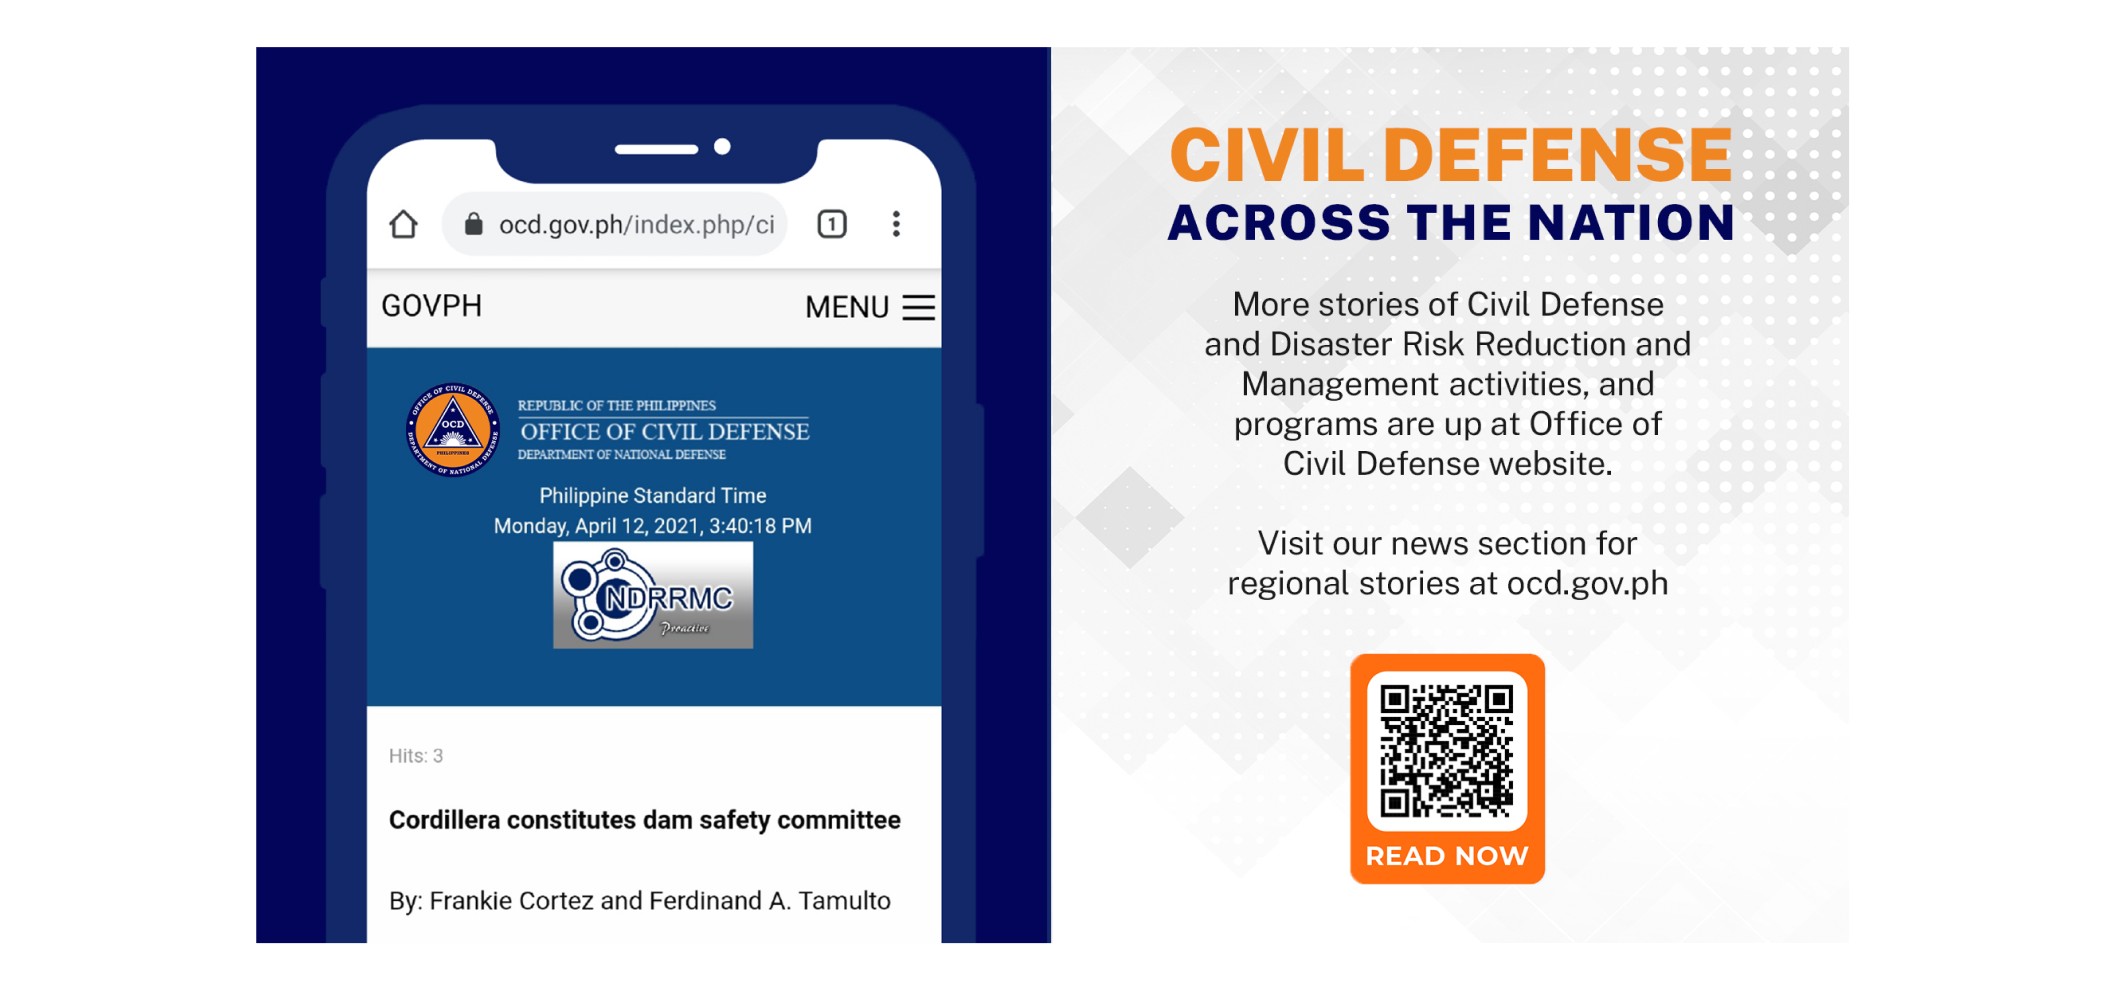 ocd.gov.ph/index.php/ci
1
GOVPH
MENU
OFFICE OF CIVIL DEFENSE
OCD
PHILIPPINES
DEPARTMENT OF NATIONAL DEFENSE
REPUBLIC OF THE PHILIPPINES
OFFICE OF CIVIL DEFENSE
DEPARTMENT OF NATIONAL DEFENSE
Philippine Standard Time
Monday, April 12, 2021, 3:40:18 PM
NDRRMC
Proactive
Hits: 3
Cordillera constitutes dam safety committee
By: Frankie Cortez and Ferdinand A. Tamulto
CIVIL DEFENSE
ACROSS THE NATION
More stories of Civil Defense
and Disaster Risk Reduction and
Management activities, and
programs are up at Office of
Civil Defense website.
Visit our news section for
regional stories at ocd.gov.ph
READ NOW